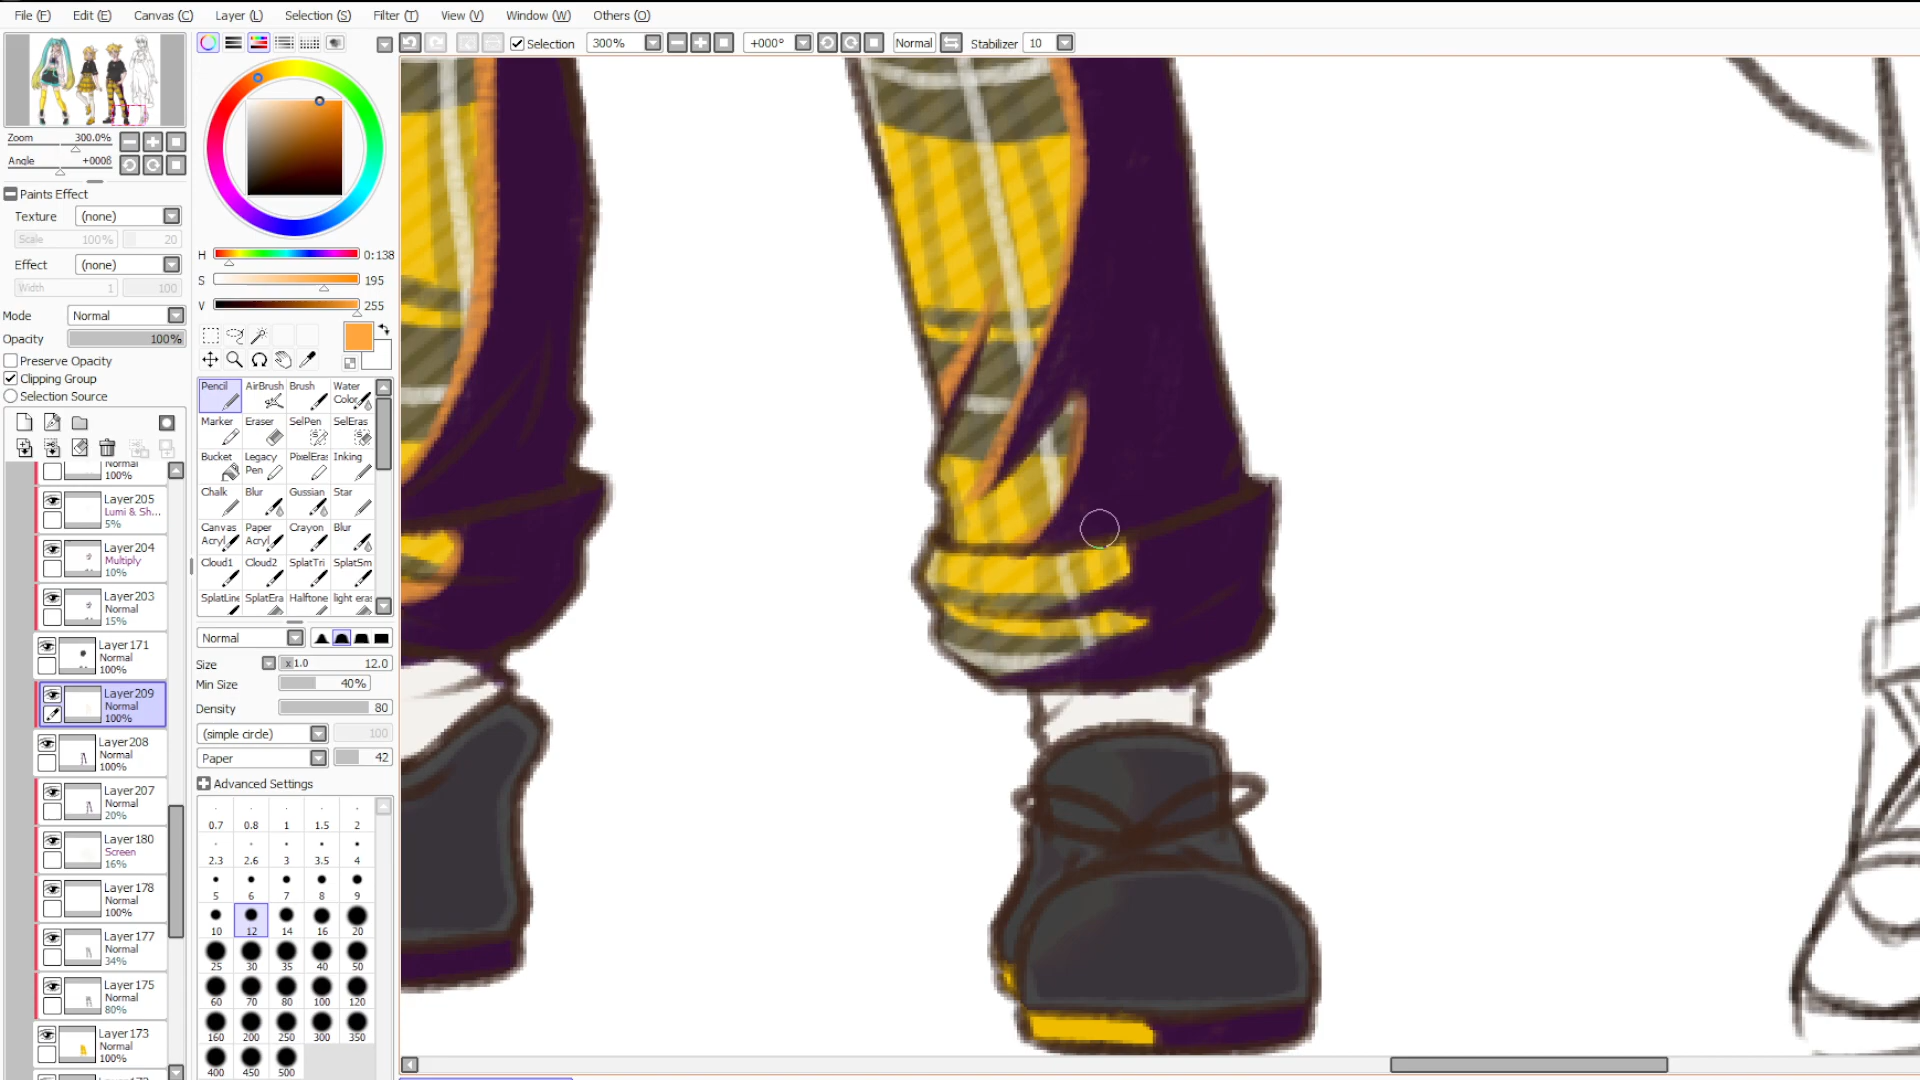 File (F) Edit (E) Canvas (C) Layer (L) Selection (S) Filter (T) View (V) Window (W) Others (O)
Selection 300% +000° Normal Stabilizer 10
Zoom 300.0%
Angle +000ß
Paints Effect
Texture (none)
Scale 100% 20
Effect (none)
Width 1 100
Mode Normal
Opacity 100%
Preserve Opacity
Clipping Group
Selection Source
Normal
100%
Layer205
Lumi & Sh...
5%
Layer204
Multiply
10%
Layer203
Normal
15%
Layer171
Normal
100%
Layer209
Normal
100%
Layer208
Normal
100%
Layer207
Normal
20%
Layer180
Screen
16%
Layer178
Normal
100%
Layer177
Normal
34%
Layer175
Normal
80%
Layer173
Normal
100%
H 0:138
S 195
V 255
Pencil AirBrush Brush Water Color
Marker Eraser SelPen SelEras
Bucket Legacy Pen PixelEra: Inking
Chalk Blur Gussian Star
Canvas Acryl Paper Acryl Crayon Blur
Cloud1 Cloud2 SplatTri SplatSm
SplatLine SplatEra Halftone light era:
Normal
Size x1.0 12.0
Min Size 40%
Density 80
(simple circle) 100
Paper 42
Advanced Settings
0.7 0.8 1 1.5 2
2.3 2.6 3 3.5 4
5 6 7 8 9
10 12 14 16 20
25 30 35 40 50
60 70 80 100 120
160 200 250 300 350
400 450 500